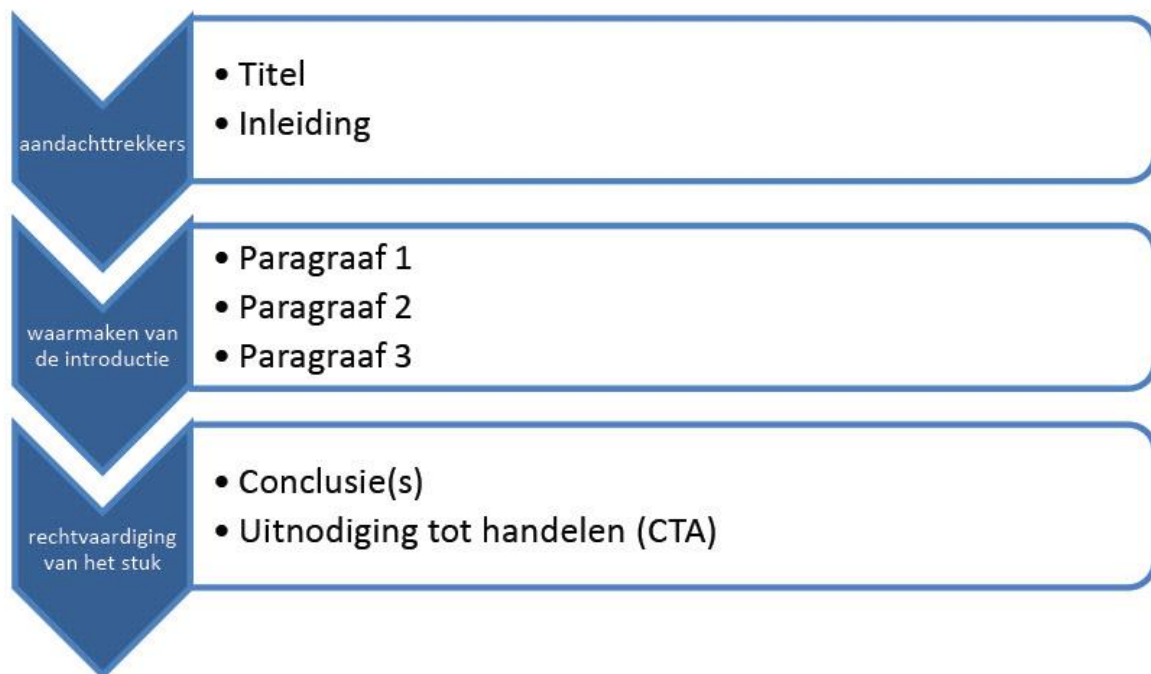 aandachttrekkers
• Titel
• Inleiding
waarmaken van
de introductie
• Paragraaf 1
• Paragraaf 2
• Paragraaf 3
rechtvaardiging
van het stuk
• Conclusie(s)
• Uitnodiging tot handelen (CTA)